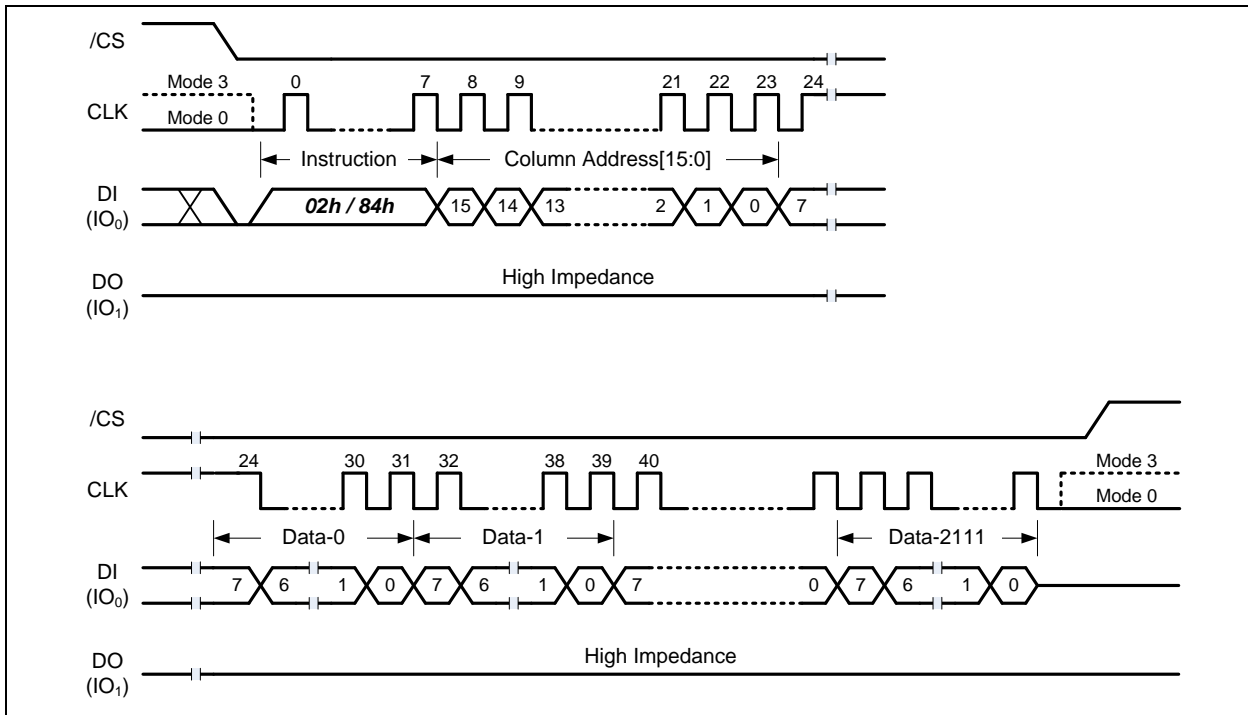 /CS
Mode 3 0 7 8 9 21 22 23 24
CLK
Mode 0
Instruction Column Address[15:0]
DI
(IO0)
02h / 84h 15 14 13 2 1 0 7
DO
(IO1)
High Impedance
/CS
24 30 31 32 38 39 40 Mode 3
CLK
Mode 0
Data-0 Data-1 Data-2111
DI
(IO0)
7 6 1 0 7 6 1 0 7 0 7 6 1 0
DO
(IO1)
High Impedance